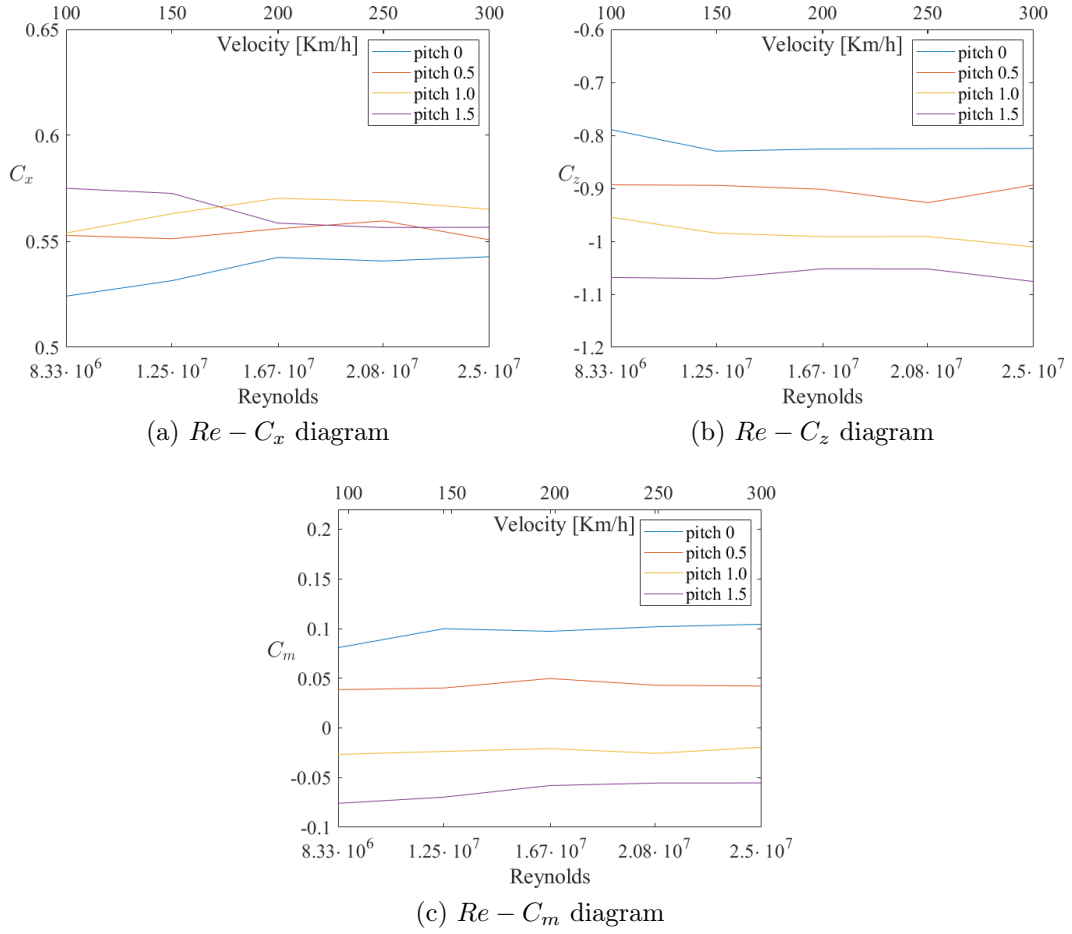 100 150 200 250 300
Velocity [Km/h]
0.65
0.6
0.55
0.5
C_x
pitch 0
pitch 0.5
pitch 1.0
pitch 1.5
8.33· 10^6 1.25· 10^7 1.67· 10^7 2.08· 10^7 2.5· 10^7
Reynolds
(a) Re − C_x diagram
100 150 200 250 300
Velocity [Km/h]
-0.6
-0.7
-0.8
-0.9
-1
-1.1
-1.2
C_z
pitch 0
pitch 0.5
pitch 1.0
pitch 1.5
8.33· 10^6 1.25· 10^7 1.67· 10^7 2.08· 10^7 2.5· 10^7
Reynolds
(b) Re − C_z diagram
100 150 200 250 300
Velocity [Km/h]
0.2
0.15
0.1
0.05
0
-0.05
-0.1
C_m
pitch 0
pitch 0.5
pitch 1.0
pitch 1.5
8.33· 10^6 1.25· 10^7 1.67· 10^7 2.08· 10^7 2.5· 10^7
Reynolds
(c) Re − C_m diagram